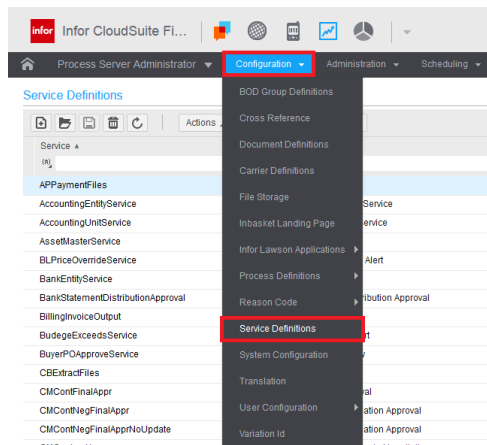 infor Infor CloudSuite Fi...
Process Server Administrator Configuration Administration Scheduling
Service Definitions
Actions
Service
APPaymentFiles
AccountingEntityService
AccountingUnitService
AssetMasterService
BLPriceOverrideService
BankEntityService
BankStatementDistributionApproval
BillingInvoiceOutput
BudegeExceedsService
BuyerPOApproveService
CBExtractFiles
CMContFinalAppr
CMContNegFinalAppr
CMContNegFinalApprNoUpdate
BOD Group Definitions
Cross Reference
Document Definitions
Carrier Definitions
File Storage
Inbasket Landing Page
Infor Lawson Applications
Process Definitions
Reason Code
Service Definitions
System Configuration
Translation
User Configuration
Variation Id
Service
ervice
Alert
ribution Approval
rt
val
ation Approval
ation Approval